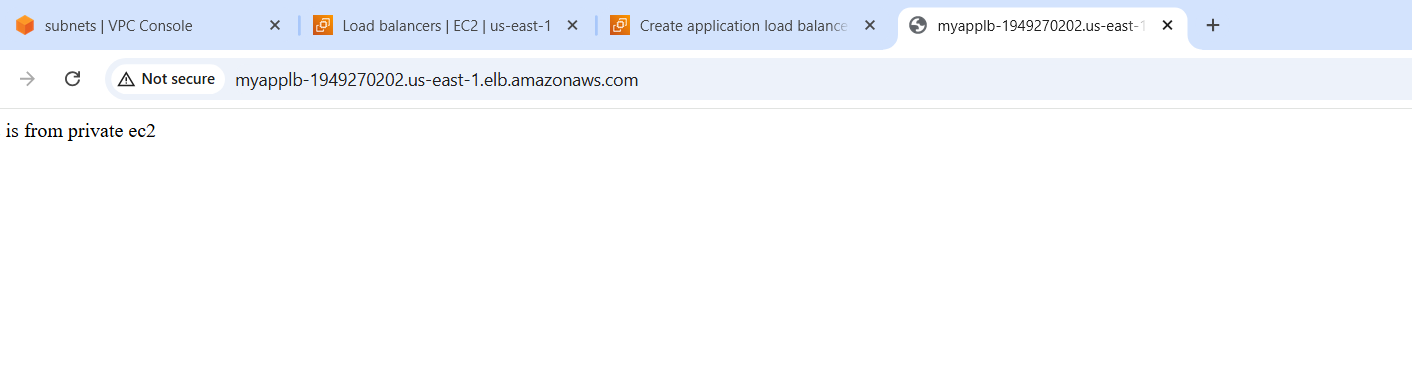 subnets | VPC Console
Load balancers | EC2 | us-east-1
Create application load balance
myapplb-1949270202.us-east-1
Not secure
myapplb-1949270202.us-east-1.elb.amazonaws.com
is from private ec2